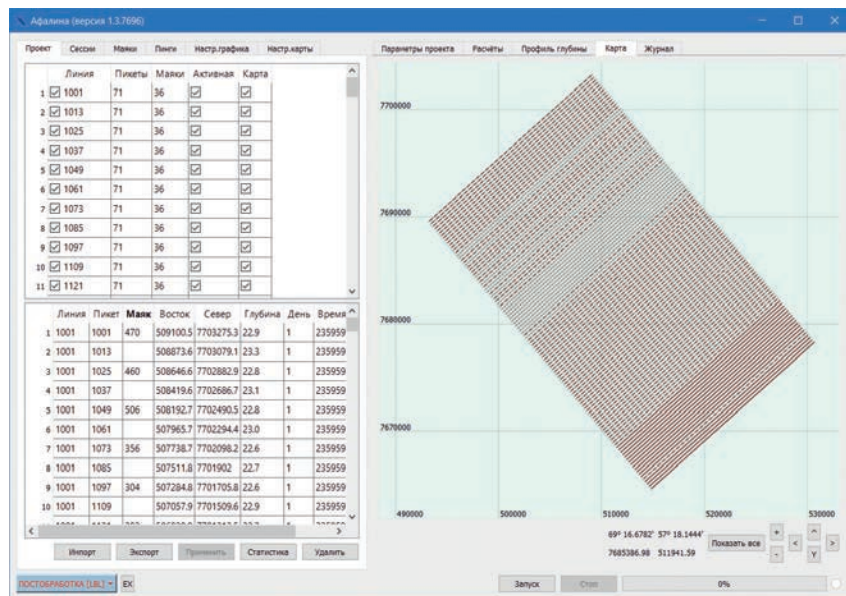 Афалина (версия 1.3.7696)
Проект Сессии Маяки Пинги Настр.графика Настр.карты
Линия Пикеты Маяки Активная Карта
1 1001 71 36
2 1013 71 36
3 1025 71 36
4 1037 71 36
5 1049 71 36
6 1061 71 36
7 1073 71 36
8 1085 71 36
9 1097 71 36
10 1109 71 36
11 1121 71 36
Линия Пикет Маяк Восток Север Глубина День Время
1 1001 1001 470 509100.5 7703275.3 22.9 1 235959
2 1001 1013 508873.6 7703079.1 23.3 1 235959
3 1001 1025 460 508646.6 7702882.9 22.8 1 235959
4 1001 1037 508419.6 7702686.7 23.1 1 235959
5 1001 1049 506 508192.7 7702490.5 22.8 1 235959
6 1001 1061 507965.7 7702294.4 23.0 1 235959
7 1001 1073 356 507738.7 7702098.2 22.6 1 235959
8 1001 1085 507511.8 7701902 22.7 1 235959
9 1001 1097 304 507284.8 7701705.8 22.6 1 235959
10 1001 1109 507057.9 7701509.6 22.9 1 235959
Импорт Экспорт Применить Статистика Удалить
ПОСТОБРАБОТКА [LBL] EX
Параметры проекта Расчёты Профиль глубины Карта Журнал
7700000
7690000
7680000
7670000
490000 500000 510000 520000 530000
69º 16.6782' 57º 18.1444'
7685386.98 511941.59
Показать все + - < ^ v >
Запуск Стоп 0%